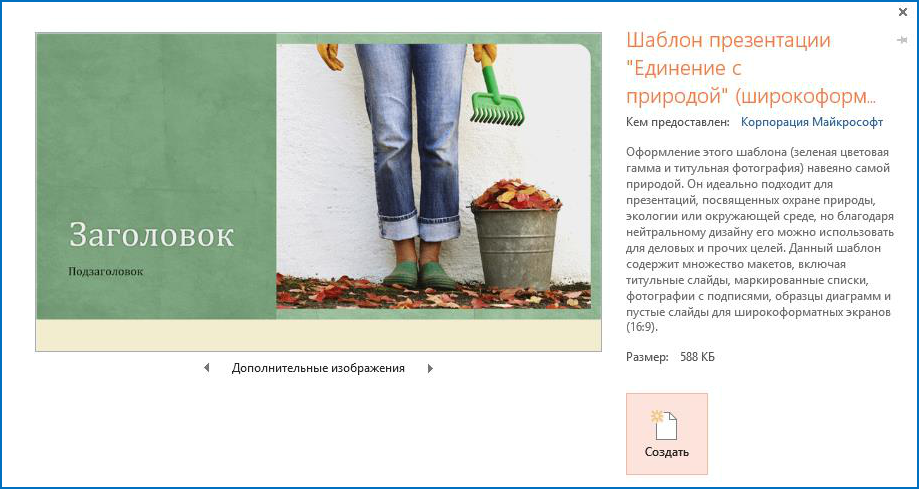 Заголовок
Подзаголовок
Дополнительные изображения
Шаблон презентации
"Единение с
природой" (широкоформ...
Кем предоставлен: Корпорация Майкрософт
Оформление этого шаблона (зеленая цветовая
гамма и титульная фотография) навеяно самой
природой. Он идеально подходит для
презентаций, посвященных охране природы,
экологии или окружающей среде, но благодаря
нейтральному дизайну его можно использовать
для деловых и прочих целей. Данный шаблон
содержит множество макетов, включая
титульные слайды, маркированные списки,
фотографии с подписями, образцы диаграмм и
пустые слайды для широкоформатных экранов
(16:9).
Размер: 588 КБ
Создать